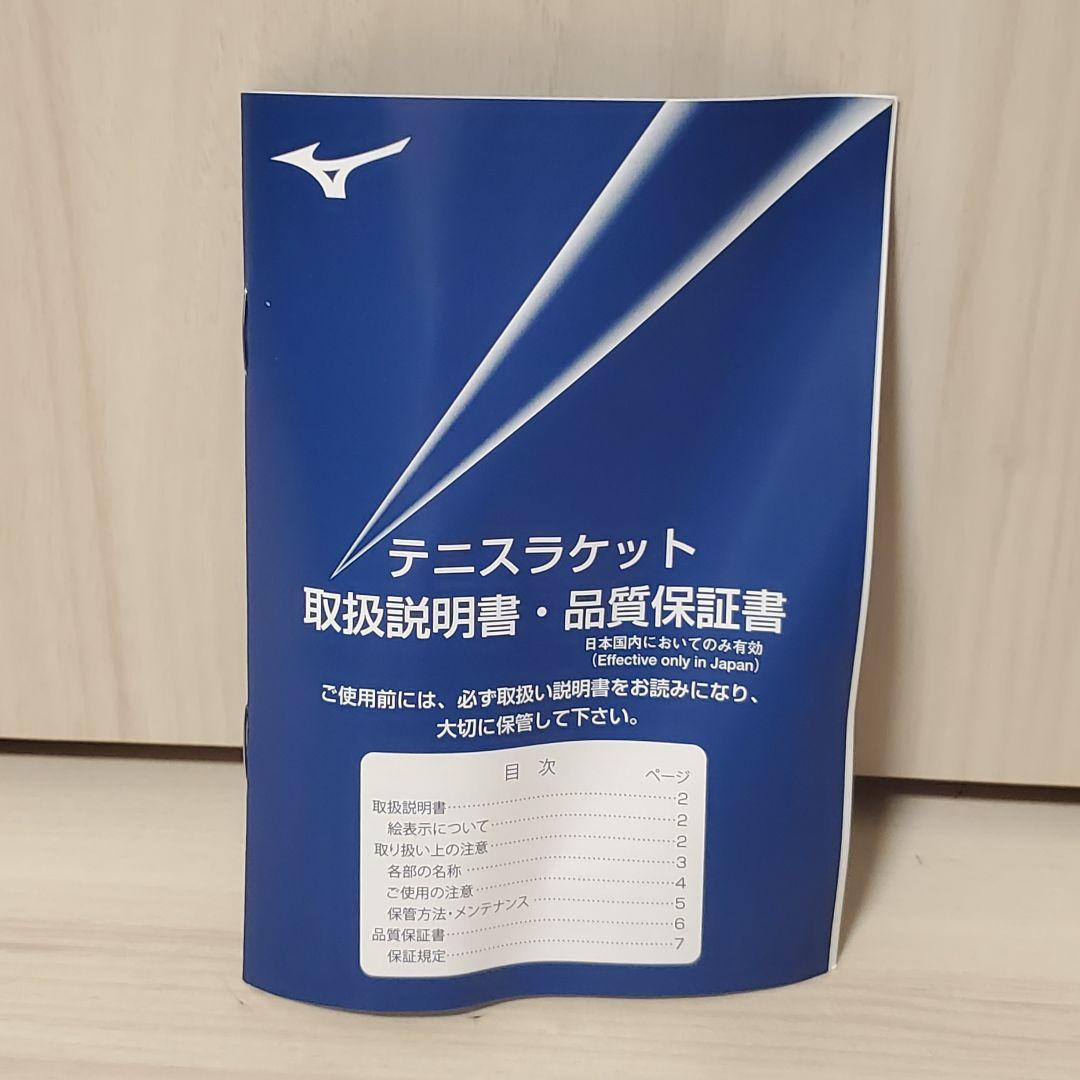 テニスラケット
取扱説明書・品質保証書
日本国内においてのみ有効
(Effective only in Japan)
ご使用前には、必ず取扱い説明書をお読みになり、
大切に保管して下さい。
目 次
ページ
取扱説明書……………………………2
絵表示について……………………………2
取り扱い上の注意……………………………2
各部の名称……………………………3
ご使用の注意……………………………4
保管方法・メンテナンス……………………………5
品質保証書……………………………6
保証規定……………………………7